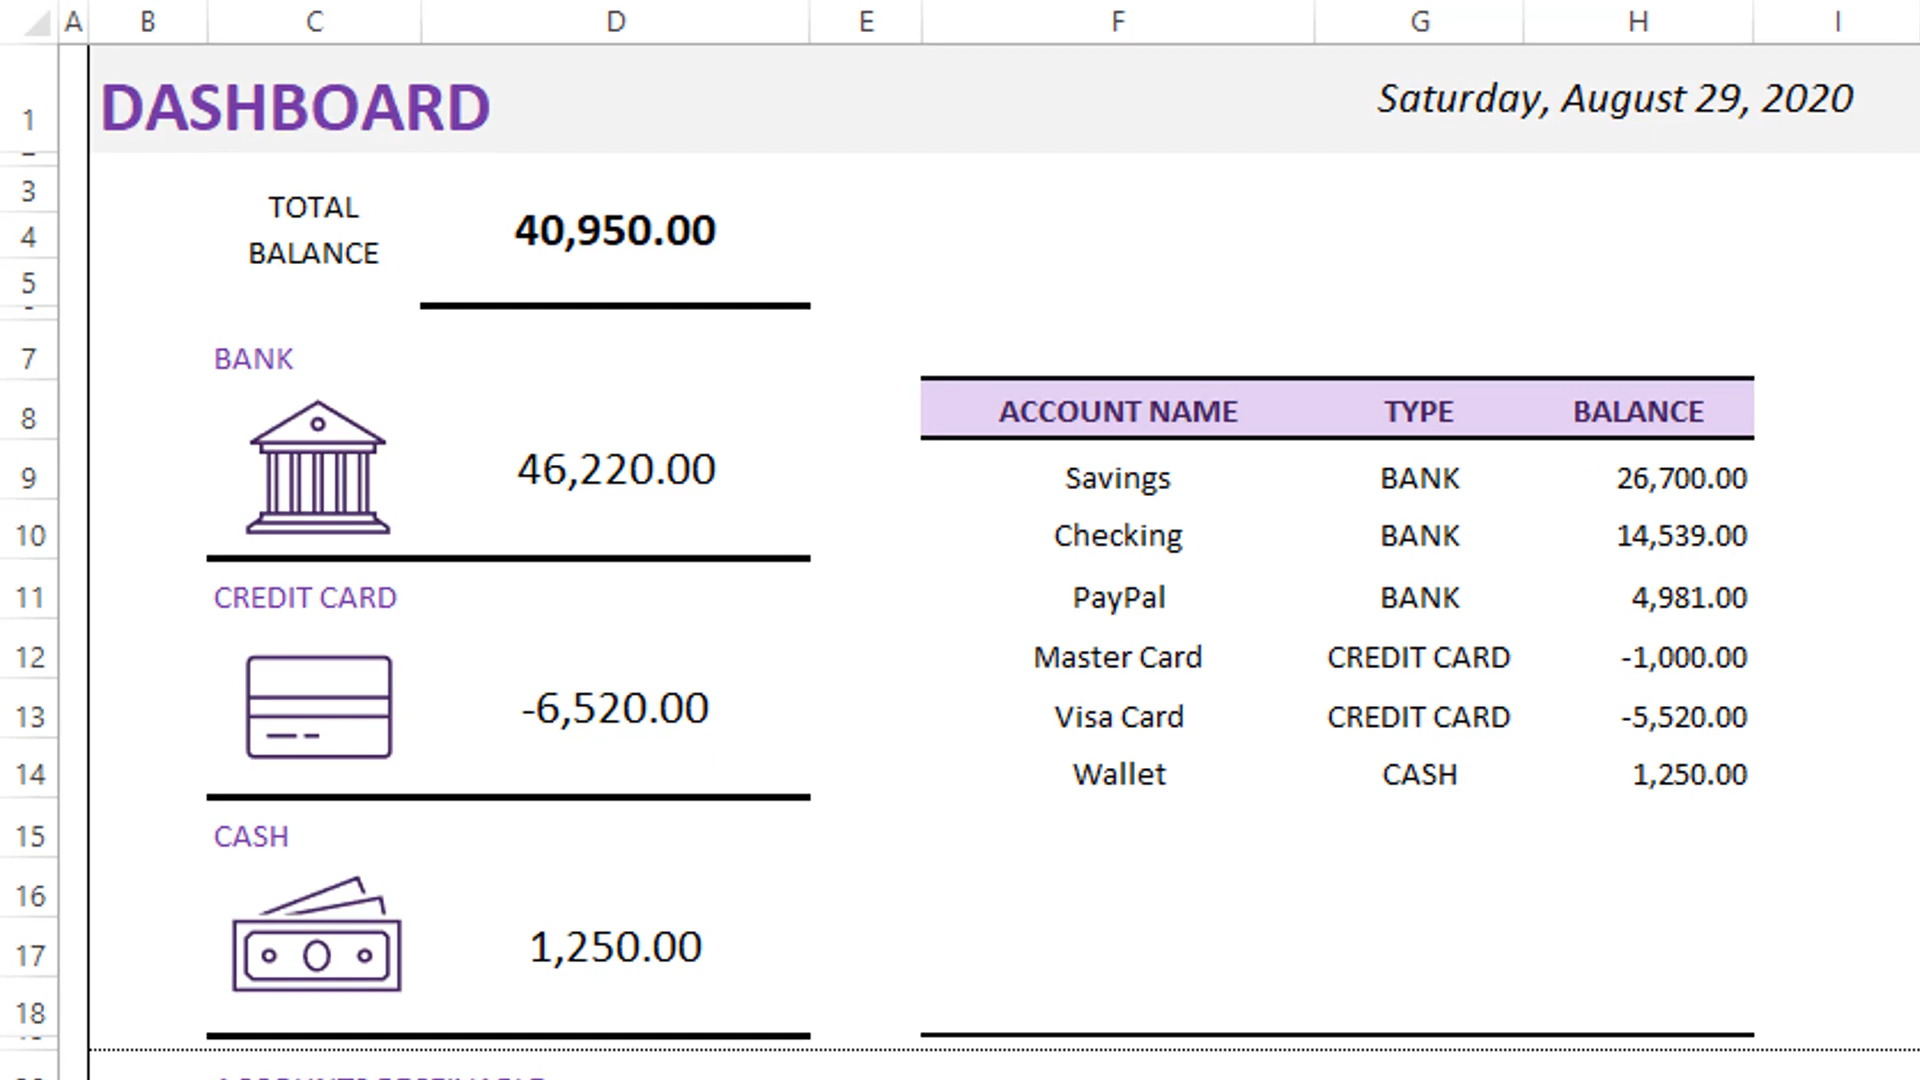 A B C D E F G H I
1 DASHBOARD Saturday, August 29, 2020
3 TOTAL
4 BALANCE 40,950.00
5
7 BANK
8 ACCOUNT NAME TYPE BALANCE
9 46,220.00 Savings BANK 26,700.00
10 Checking BANK 14,539.00
11 CREDIT CARD PayPal BANK 4,981.00
12 Master Card CREDIT CARD -1,000.00
13 -6,520.00 Visa Card CREDIT CARD -5,520.00
14 Wallet CASH 1,250.00
15 CASH
16
17 1,250.00
18